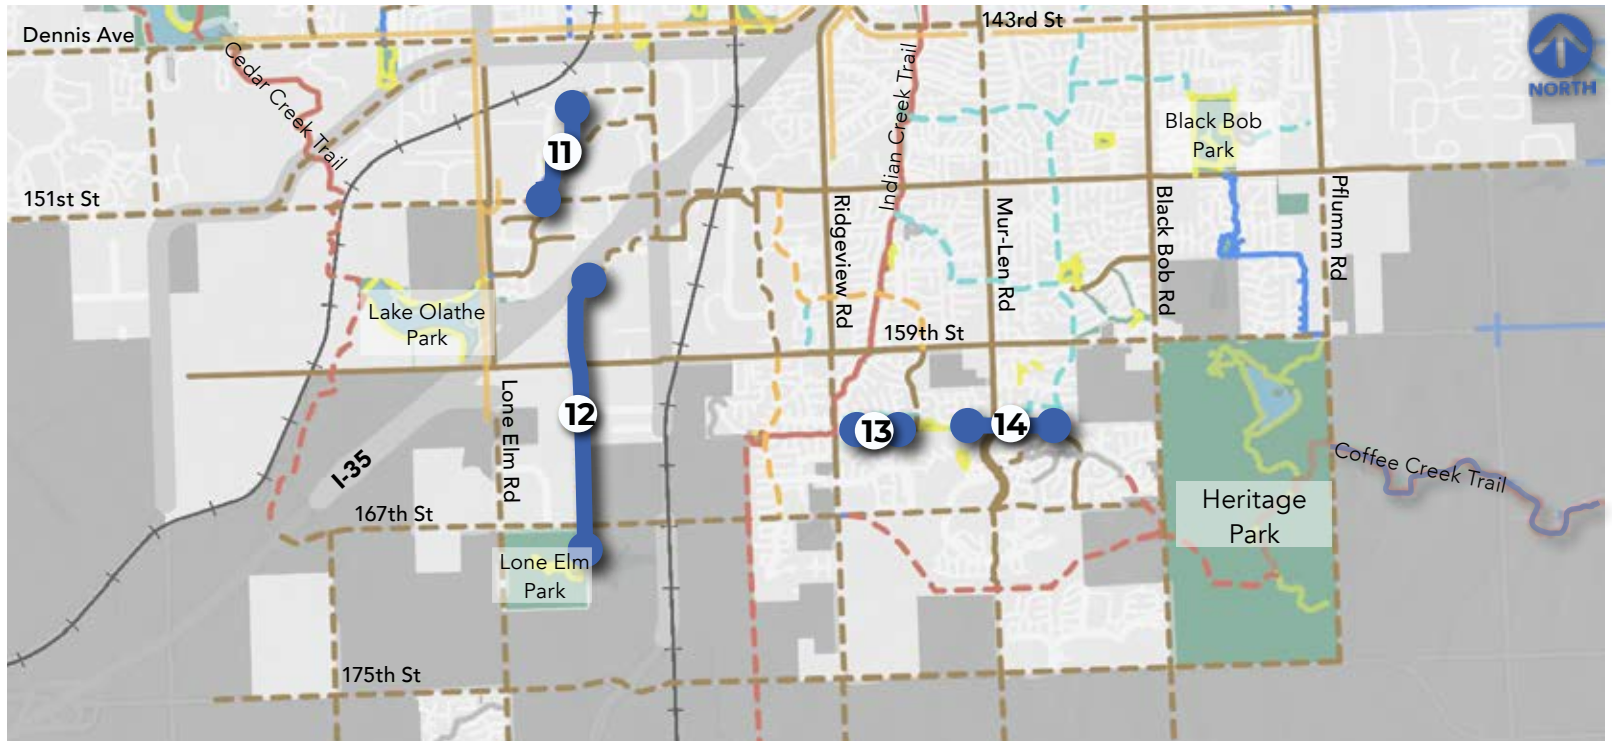 143rd St
Dennis Ave
NORTH
Cedar Creek Trail
Indian Creek Trail
Black Bob
Park
11
151st St
Ridgeview Rd
Mur-Len Rd
Black Bob Rd
Pflumm Rd
Lake Olathe
Park
159th St
12
Lone Elm Rd
13
14
I-35
Coffee Creek Trail
167th St
Heritage
Park
Lone Elm
Park
175th St